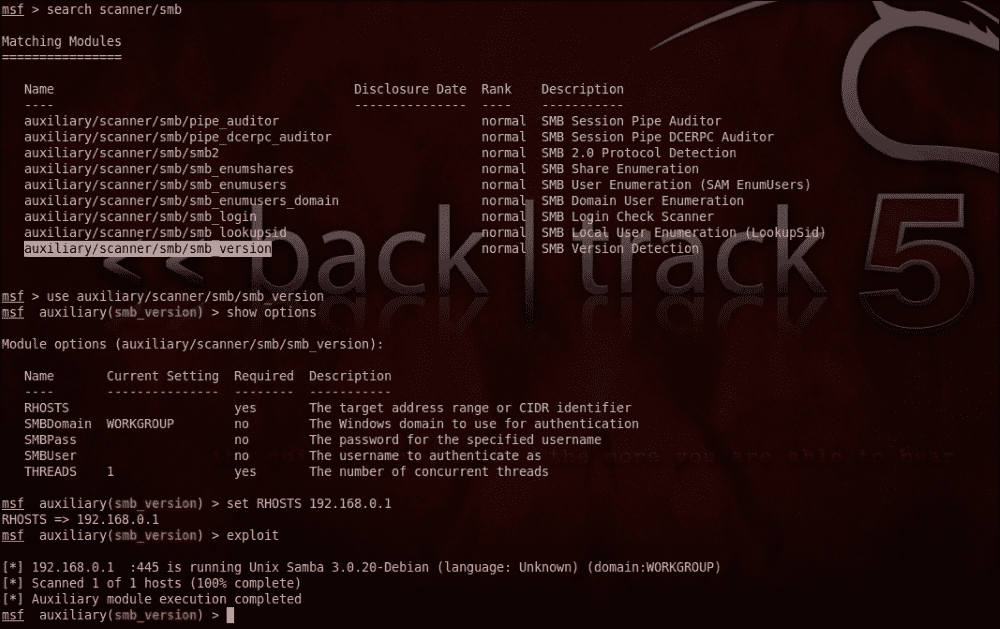 msf > search scanner/smb
Matching Modules
================
Name Disclosure Date Rank Description
---- --------------- ---- -----------
auxiliary/scanner/smb/pipe_auditor normal SMB Session Pipe Auditor
auxiliary/scanner/smb/pipe_dcerpc_auditor normal SMB Session Pipe DCERPC Auditor
auxiliary/scanner/smb/smb2 normal SMB 2.0 Protocol Detection
auxiliary/scanner/smb/smb_enumshares normal SMB Share Enumeration
auxiliary/scanner/smb/smb_enumusers normal SMB User Enumeration (SAM EnumUsers)
auxiliary/scanner/smb/smb_enumusers_domain normal SMB Domain User Enumeration
auxiliary/scanner/smb/smb_login normal SMB Login Check Scanner
auxiliary/scanner/smb/smb_lookupsid normal SMB Local User Enumeration (LookupSid)
auxiliary/scanner/smb/smb_version normal SMB Version Detection
<< back | track 5
msf > use auxiliary/scanner/smb/smb_version
msf auxiliary(smb_version) > show options
Module options (auxiliary/scanner/smb/smb_version):
Name Current Setting Required Description
---- --------------- -------- -----------
RHOSTS yes The target address range or CIDR identifier
SMBDomain WORKGROUP no The Windows domain to use for authentication
SMBPass no The password for the specified username
SMBUser no The username to authenticate as
the more you are able to hear
THREADS 1 yes The number of concurrent threads
msf auxiliary(smb_version) > set RHOSTS 192.168.0.1
RHOSTS => 192.168.0.1
msf auxiliary(smb_version) > exploit
[*] 192.168.0.1 :445 is running Unix Samba 3.0.20-Debian (language: Unknown) (domain:WORKGROUP)
[*] Scanned 1 of 1 hosts (100% complete)
[*] Auxiliary module execution completed
msf auxiliary(smb_version) >